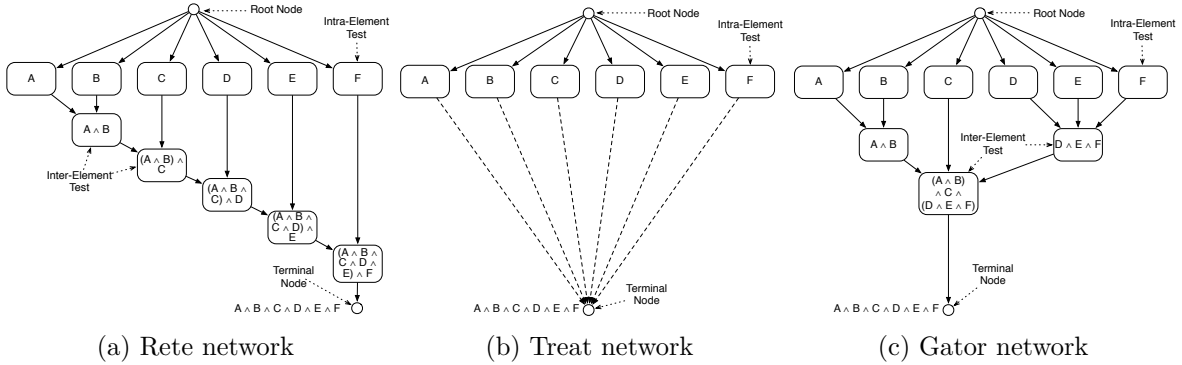 Root Node
Intra-Element
Test
A
B
C
D
E
F
A ∧ B
(A ∧ B) ∧
C
Inter-Element
Test
(A ∧ B ∧
C) ∧ D
(A ∧ B ∧
C ∧ D) ∧
E
(A ∧ B ∧
C ∧ D ∧
E) ∧ F
Terminal
Node
A ∧ B ∧ C ∧ D ∧ E ∧ F
(a) Rete network
Root Node
Intra-Element
Test
A
B
C
D
E
F
Terminal
Node
A ∧ B ∧ C ∧ D ∧ E ∧ F
(b) Treat network
Root Node
Intra-Element
Test
A
B
C
D
E
F
A ∧ B
Inter-Element
Test
D ∧ E ∧ F
(A ∧ B)
∧ C ∧
(D ∧ E ∧ F)
Terminal
Node
A ∧ B ∧ C ∧ D ∧ E ∧ F
(c) Gator network